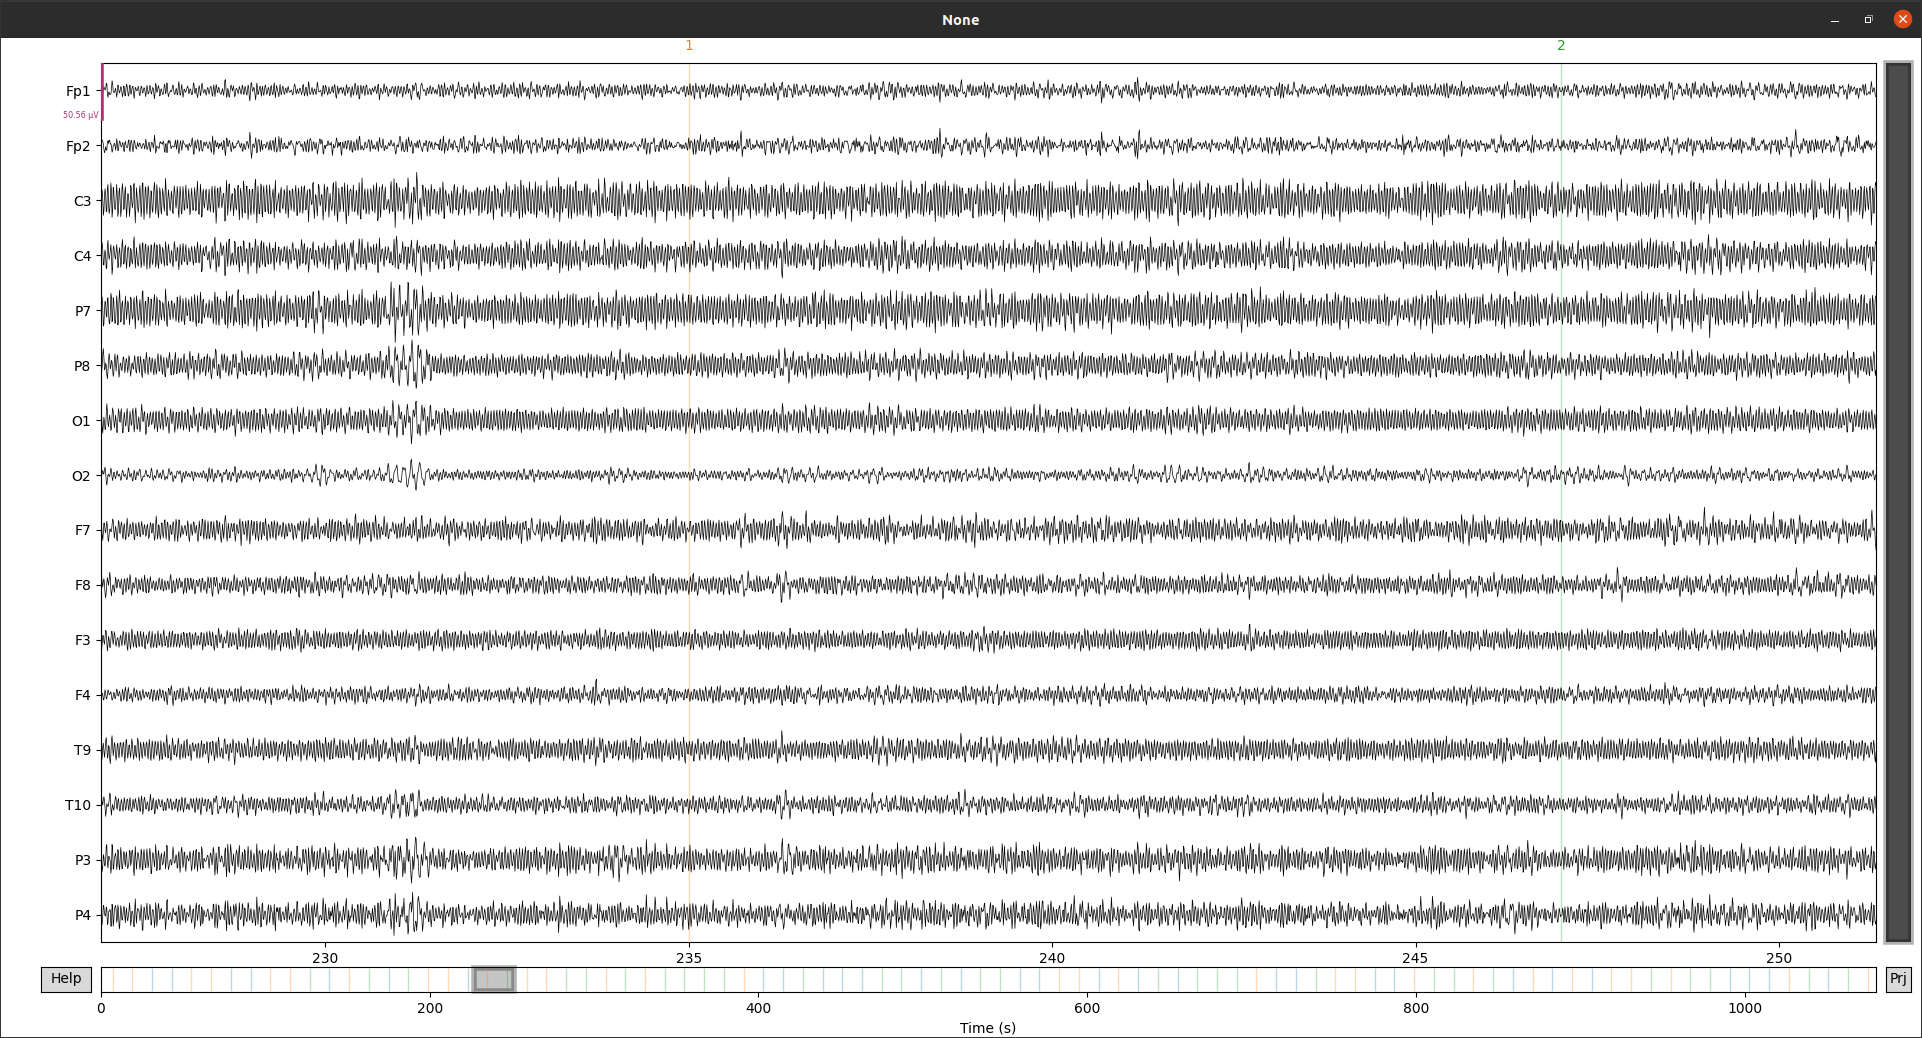 None
1 2
Fp1
50.56 µV
Fp2
C3
C4
P7
P8
O1
O2
F7
F8
F3
F4
T9
T10
P3
P4
230 235 240 245 250
Help Prj
0 200 400 600 800 1000
Time (s)